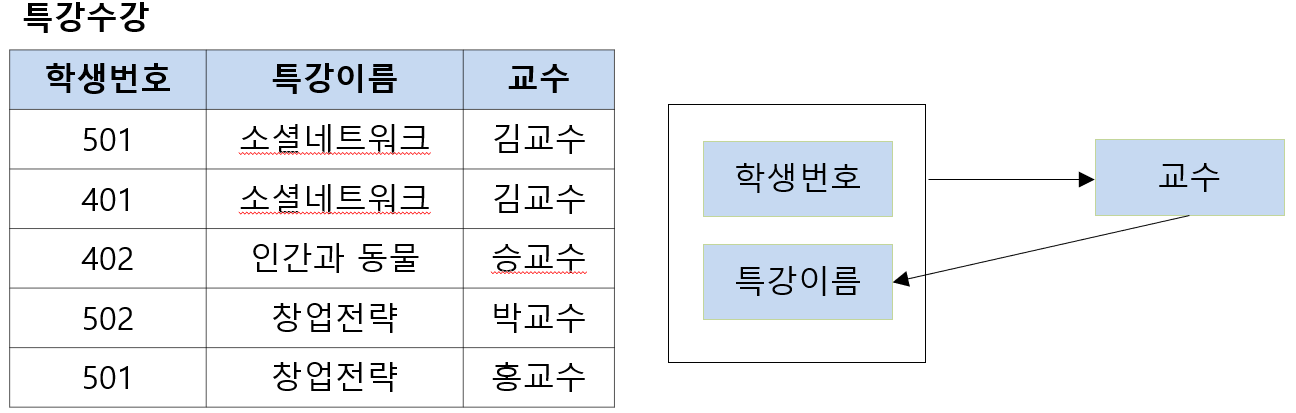 특강수강
학생번호 특강이름 교수
501 소셜네트워크 김교수
401 소셜네트워크 김교수
402 인간과 동물 승교수
502 창업전략 박교수
501 창업전략 홍교수
학생번호
교수
특강이름